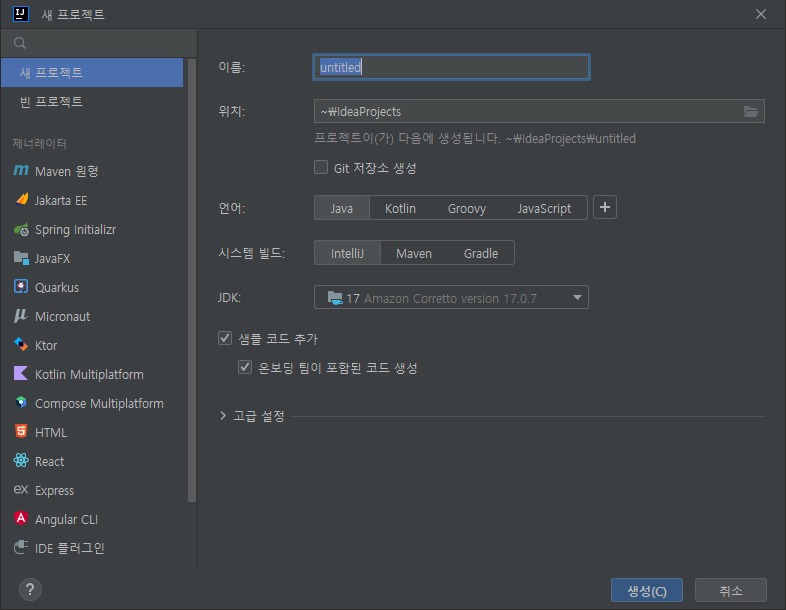 새 프로젝트
새 프로젝트
빈 프로젝트
제너레이터
Maven 원형
Jakarta EE
Spring Initializr
JavaFX
Quarkus
Micronaut
Ktor
Kotlin Multiplatform
Compose Multiplatform
HTML
React
Express
Angular CLI
IDE 플러그인
이름: untitled
위치: ~₩IdeaProjects
프로젝트이(가) 다음에 생성됩니다. ~₩IdeaProjects₩untitled
Git 저장소 생성
언어: Java Kotlin Groovy JavaScript +
시스템 빌드: IntelliJ Maven Gradle
JDK: 17 Amazon Corretto version 17.0.7
샘플 코드 추가
온보딩 팁이 포함된 코드 생성
고급 설정
? 생성(C) 취소